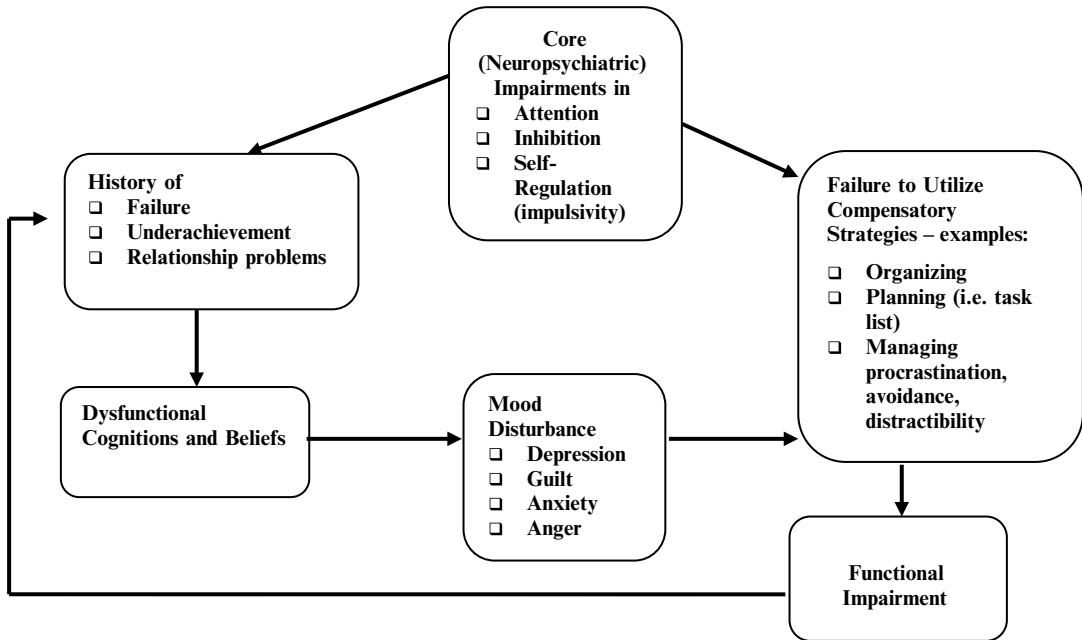 Core
(Neuropsychiatric)
Impairments in
❑ Attention
❑ Inhibition
❑ Self-
Regulation
(impulsivity)
History of
❑ Failure
❑ Underachievement
❑ Relationship problems
Failure to Utilize
Compensatory
Strategies – examples:
❑ Organizing
❑ Planning (i.e. task
list)
❑ Managing
procrastination,
avoidance,
distractibility
Dysfunctional
Cognitions and Beliefs
Mood
Disturbance
❑ Depression
❑ Guilt
❑ Anxiety
❑ Anger
Functional
Impairment